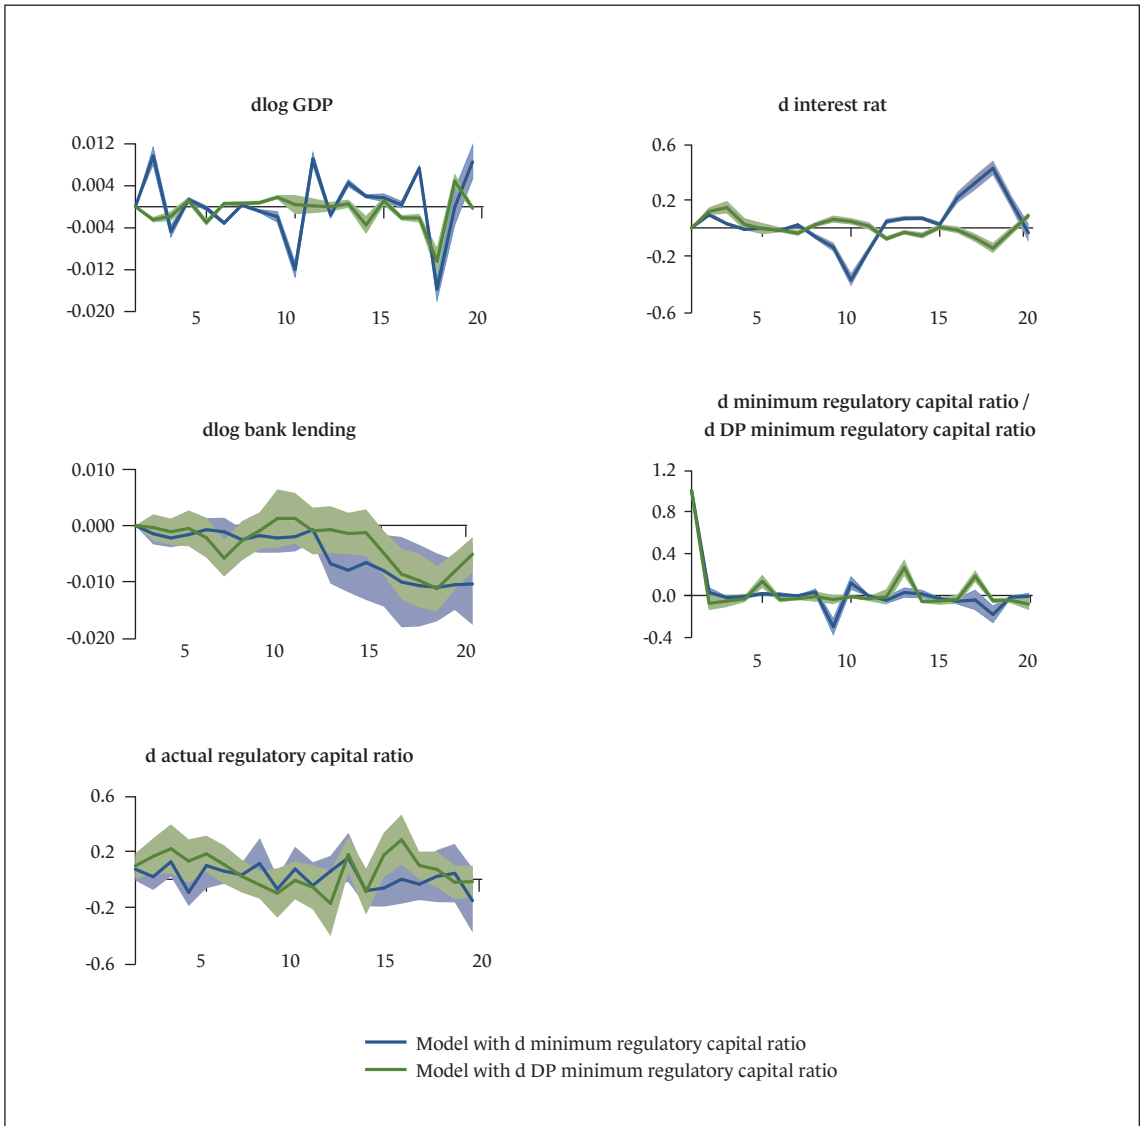 dlog GDP
0.012
0.004
-0.004
-0.012
-0.020
5 10 15 20
d interest rat
0.6
0.2
-0.2
-0.6
5 10 15 20
dlog bank lending
0.010
0.000
-0.010
-0.020
5 10 15 20
d minimum regulatory capital ratio /
d DP minimum regulatory capital ratio
1.2
0.8
0.4
0.0
-0.4
5 10 15 20
d actual regulatory capital ratio
0.6
0.2
-0.2
-0.6
5 10 15 20
Model with d minimum regulatory capital ratio
Model with d DP minimum regulatory capital ratio